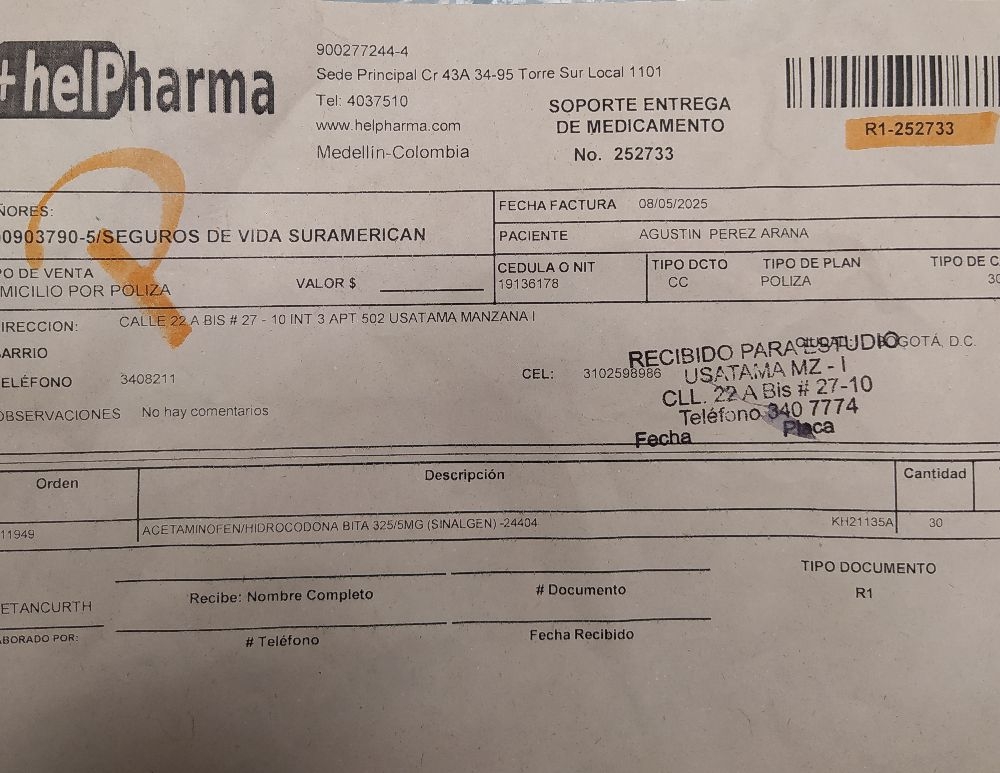 +helPharma
900277244-4
Sede Principal Cr 43A 34-95 Torre Sur Local 1101
Tel: 4037510
www.helpharma.com
Medellín-Colombia
SOPORTE ENTREGA
DE MEDICAMENTO
No. 252733
R1-252733
ÑORES:
00903790-5/SEGUROS DE VIDA SURAMERICAN
FECHA FACTURA 08/05/2025
PACIENTE AGUSTIN PEREZ ARANA
PO DE VENTA
MICILIO POR POLIZA
VALOR $
CEDULA O NIT
19136178
TIPO DCTO
CC
TIPO DE PLAN
POLIZA
TIPO DE C
30
IRECCION: CALLE 22 A BIS # 27 - 10 INT 3 APT 502 USATAMA MANZANA I
ARRIO
BOGOTÁ, D.C.
ELÉFONO 3408211
CEL: 3102598986
OBSERVACIONES No hay comentarios
RECIBIDO PARA ESTUDIO
USATAMA MZ - I
CLL. 22 A Bis # 27-10
Teléfono 340 7774
Fecha Placa
Orden Descripción Cantidad
11949 ACETAMINOFEN/HIDROCODONA BITA 325/5MG (SINALGEN) -24404 KH21135A 30
ETANCURTH
ABORADO POR:
Recibe: Nombre Completo
# Documento
# Teléfono
Fecha Recibido
TIPO DOCUMENTO
R1